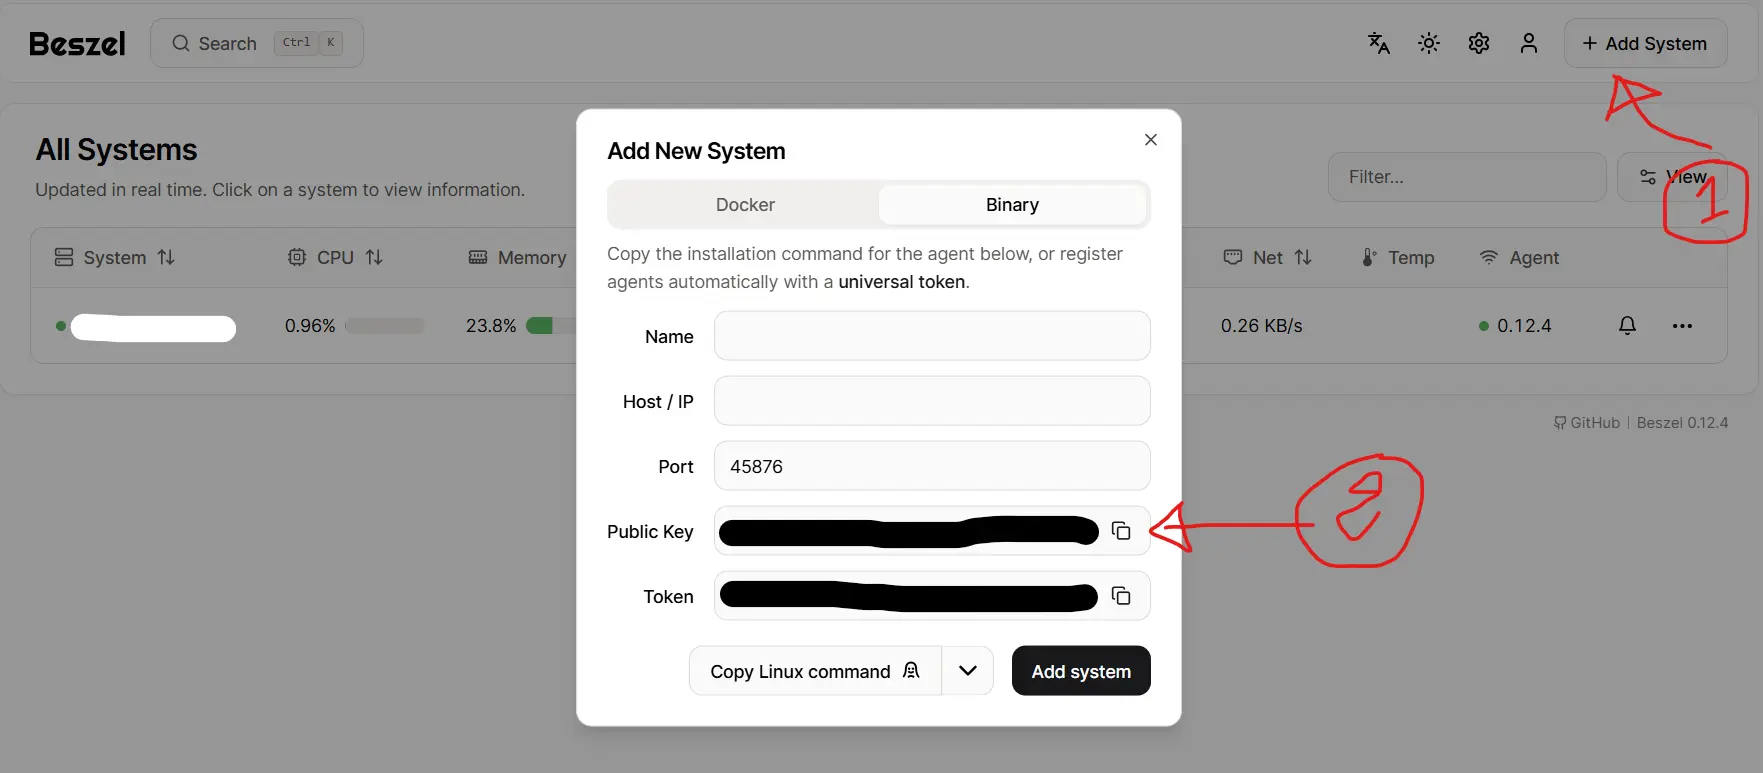 Beszel
Search Ctrl K
+ Add System
All Systems
Updated in real time. Click on a system to view information.
Filter...
View
1
System CPU Memory Net Temp Agent
0.96% 23.8% 0.26 KB/s 0.12.4
GitHub | Beszel 0.12.4
Add New System
Docker Binary
Copy the installation command for the agent below, or register
agents automatically with a universal token.
Name
Host / IP
Port 45876
Public Key
2
Token
Copy Linux command
Add system